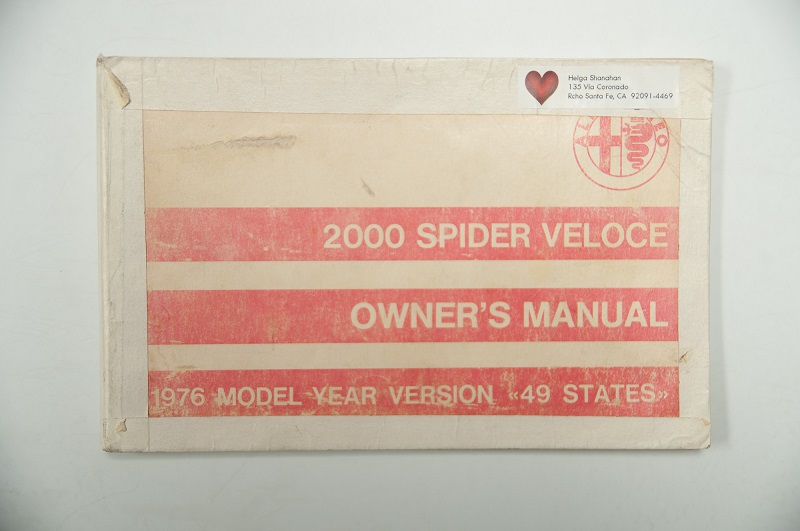 Helga Shanahan
135 Via Coronado
Rcho Santa Fe, CA 92091-4469
2000 SPIDER VELOCE
OWNER'S MANUAL
1976 MODEL YEAR VERSION «49 STATES»